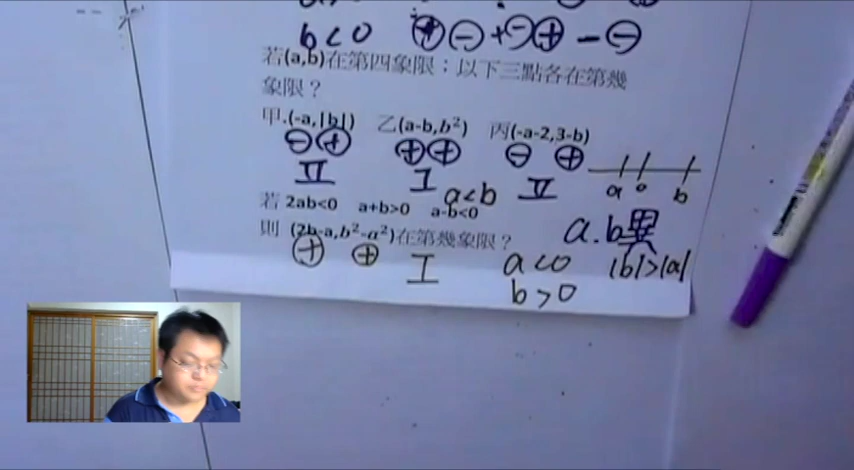 b<0 ⊕⊖+⊖⊕-⊖
若(a,b)在第四象限；以下三點各在第幾
象限？
甲.(-a,|b|) 乙(a-b,b²) 丙(-a-2,3-b)
⊖⊕ ⊕⊕ ⊖ ⊕
II I II
a o b
a<b
若 2ab<0 a+b>0 a-b<0
則 (2b-a,b²-a²)在第幾象限？
a.b異
⊕ ⊕ I a<0 |b|>|a|
b>0